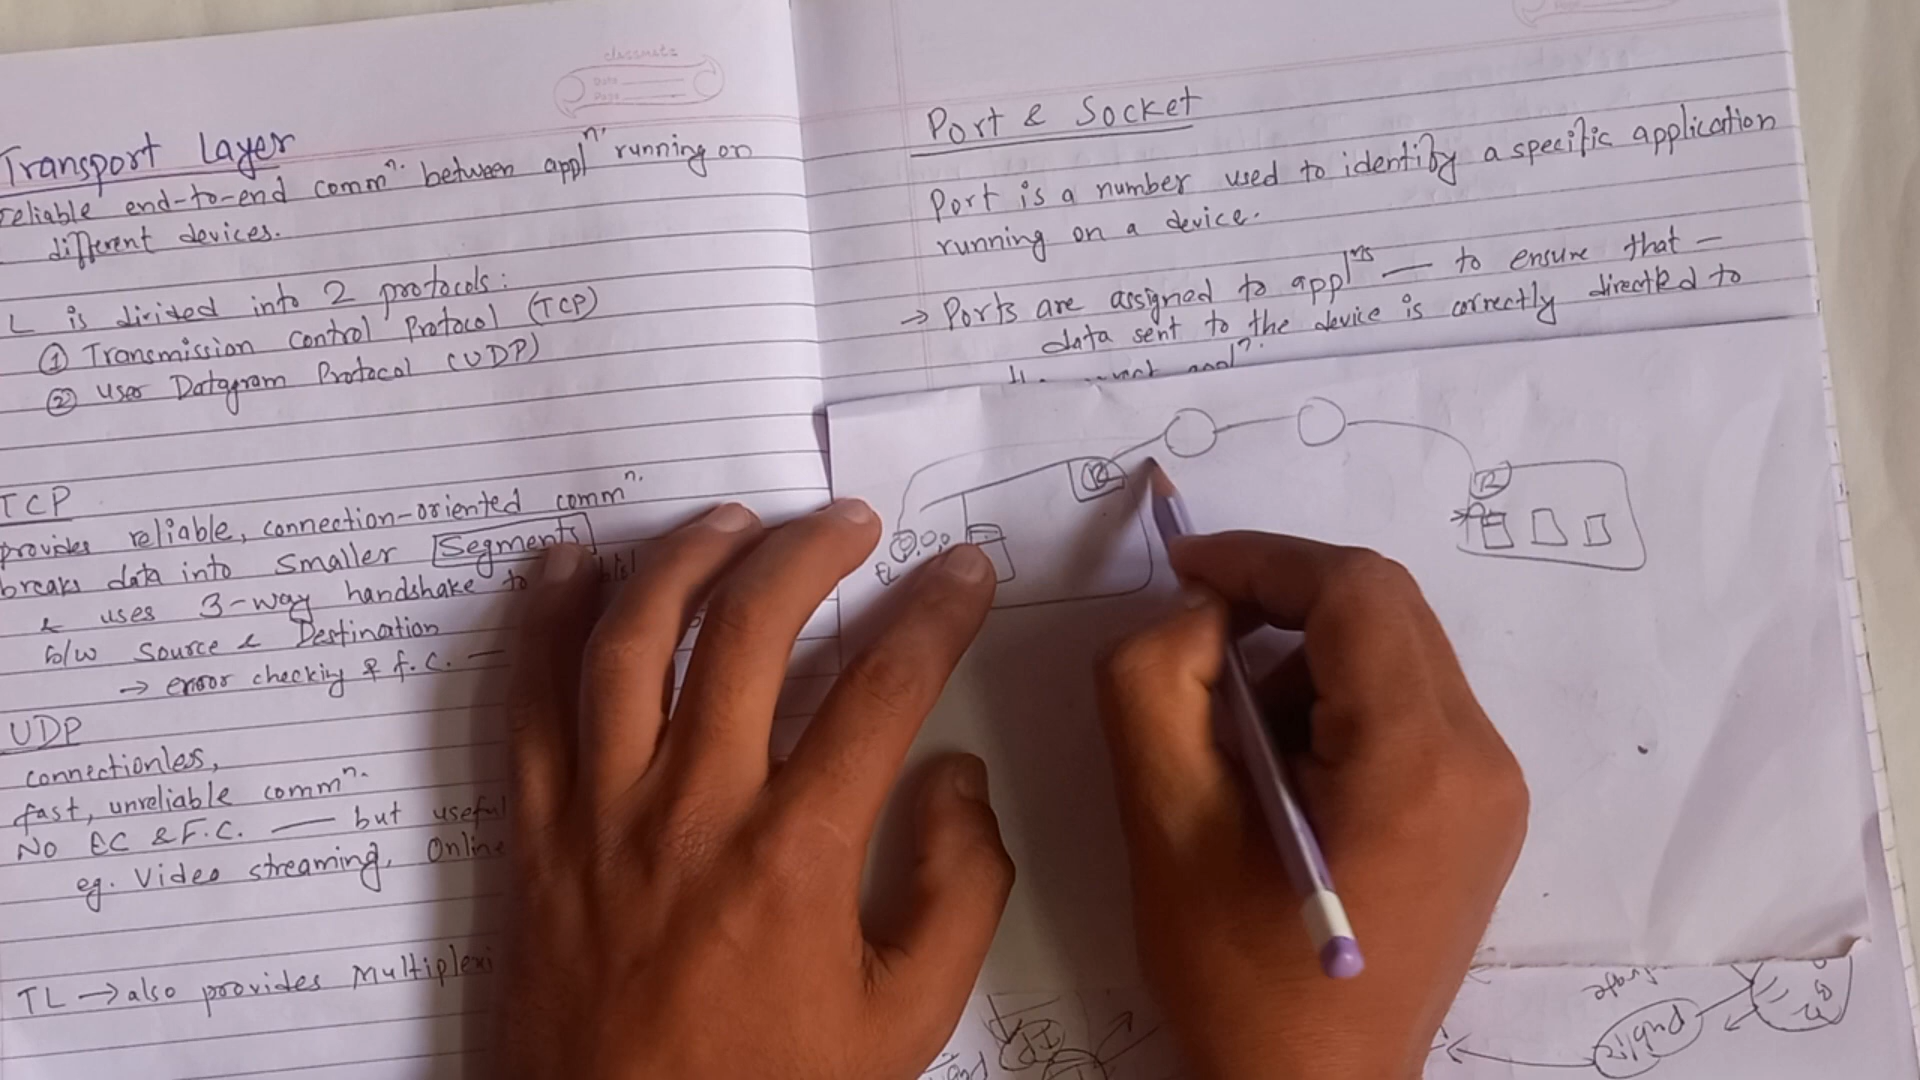 classmate
Date
Page
Transport Layer
reliable end-to-end commⁿ. between applⁿ. running on
different devices.
L is divided into 2 protocols:
① Transmission Control Protocol (TCP)
② User Datagram Protocol (UDP)
TCP
provides reliable, connection-oriented commⁿ.
breaks data into smaller Segments
& uses 3-way handshake to
b/w Source & Destination
→ error checking & f.c. —
UDP
connectionless,
fast, unreliable commⁿ.
No EC & F.C. — but useful
eg. Video streaming, Online
TL → also provides Multiplexi
Port & Socket
Port is a number used to identify a specific application
running on a device.
→ Ports are assigned to applⁿˢ — to ensure that —
data sent to the device is correctly directed to
R
R
IP
Public